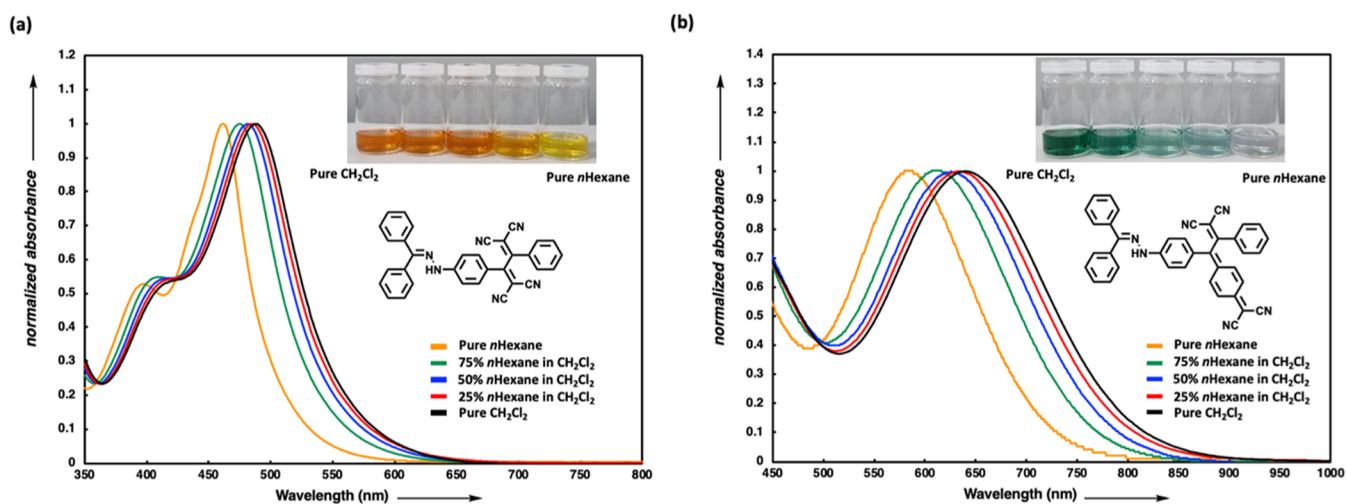 (a)
normalized absorbance
1.2
1.1
1
0.9
0.8
0.7
0.6
0.5
0.4
0.3
0.2
0.1
0
350 400 450 500 550 600 650 700 750 800
Wavelength (nm)
Pure CH2Cl2
Pure nHexane
CN
NC
N
HN
CN
NC
CN
Pure nHexane
75% nHexane in CH2Cl2
50% nHexane in CH2Cl2
25% nHexane in CH2Cl2
Pure CH2Cl2
(b)
normalized absorbance
1.4
1.3
1.2
1.1
1
0.9
0.8
0.7
0.6
0.5
0.4
0.3
0.2
0.1
0
450 500 550 600 650 700 750 800 850 900 950 1000
Wavelength (nm)
Pure CH2Cl2
Pure nHexane
CN
NC
N
HN
NC
CN
Pure nHexane
75% nHexane in CH2Cl2
50% nHexane in CH2Cl2
25% nHexane in CH2Cl2
Pure CH2Cl2